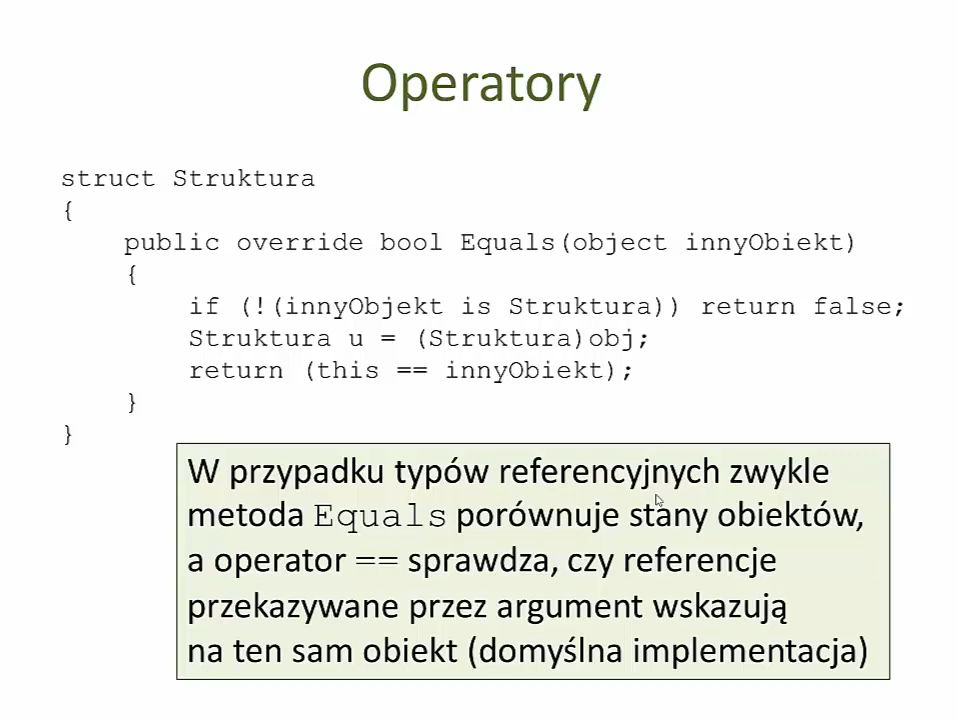 Operatory
struct Struktura
{
    public override bool Equals(object innyObiekt)
    {
        if (!(innyObjekt is Struktura)) return false;
        Struktura u = (Struktura)obj;
        return (this == innyObiekt);
    }
}
W przypadku typów referencyjnych zwykle
metoda Equals porównuje stany obiektów,
a operator == sprawdza, czy referencje
przekazywane przez argument wskazują
na ten sam obiekt (domyślna implementacja)